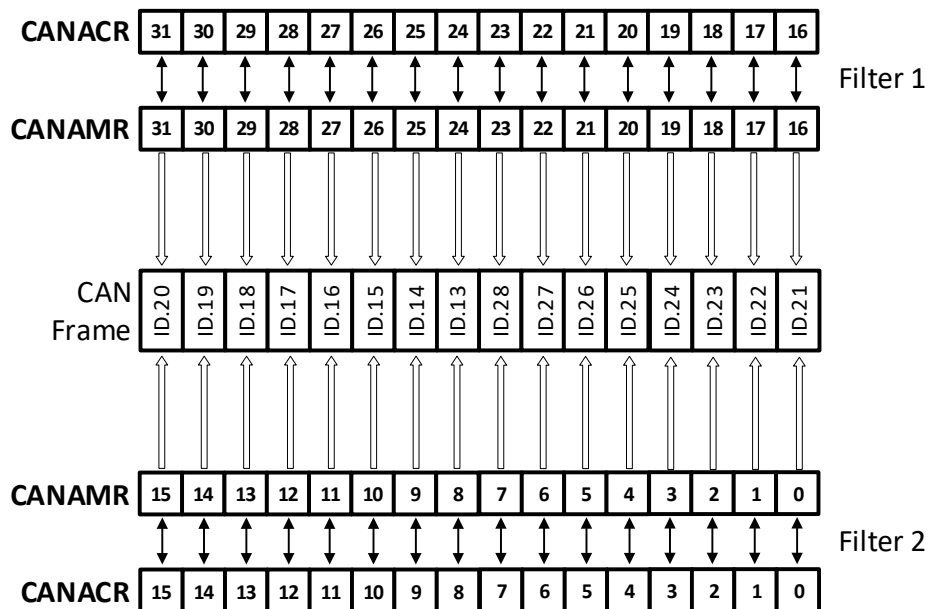 CANACR 31 30 29 28 27 26 25 24 23 22 21 20 19 18 17 16
Filter 1
CANAMR 31 30 29 28 27 26 25 24 23 22 21 20 19 18 17 16
CAN
Frame
ID.20 ID.19 ID.18 ID.17 ID.16 ID.15 ID.14 ID.13 ID.28 ID.27 ID.26 ID.25 ID.24 ID.23 ID.22 ID.21
CANAMR 15 14 13 12 11 10 9 8 7 6 5 4 3 2 1 0
Filter 2
CANACR 15 14 13 12 11 10 9 8 7 6 5 4 3 2 1 0